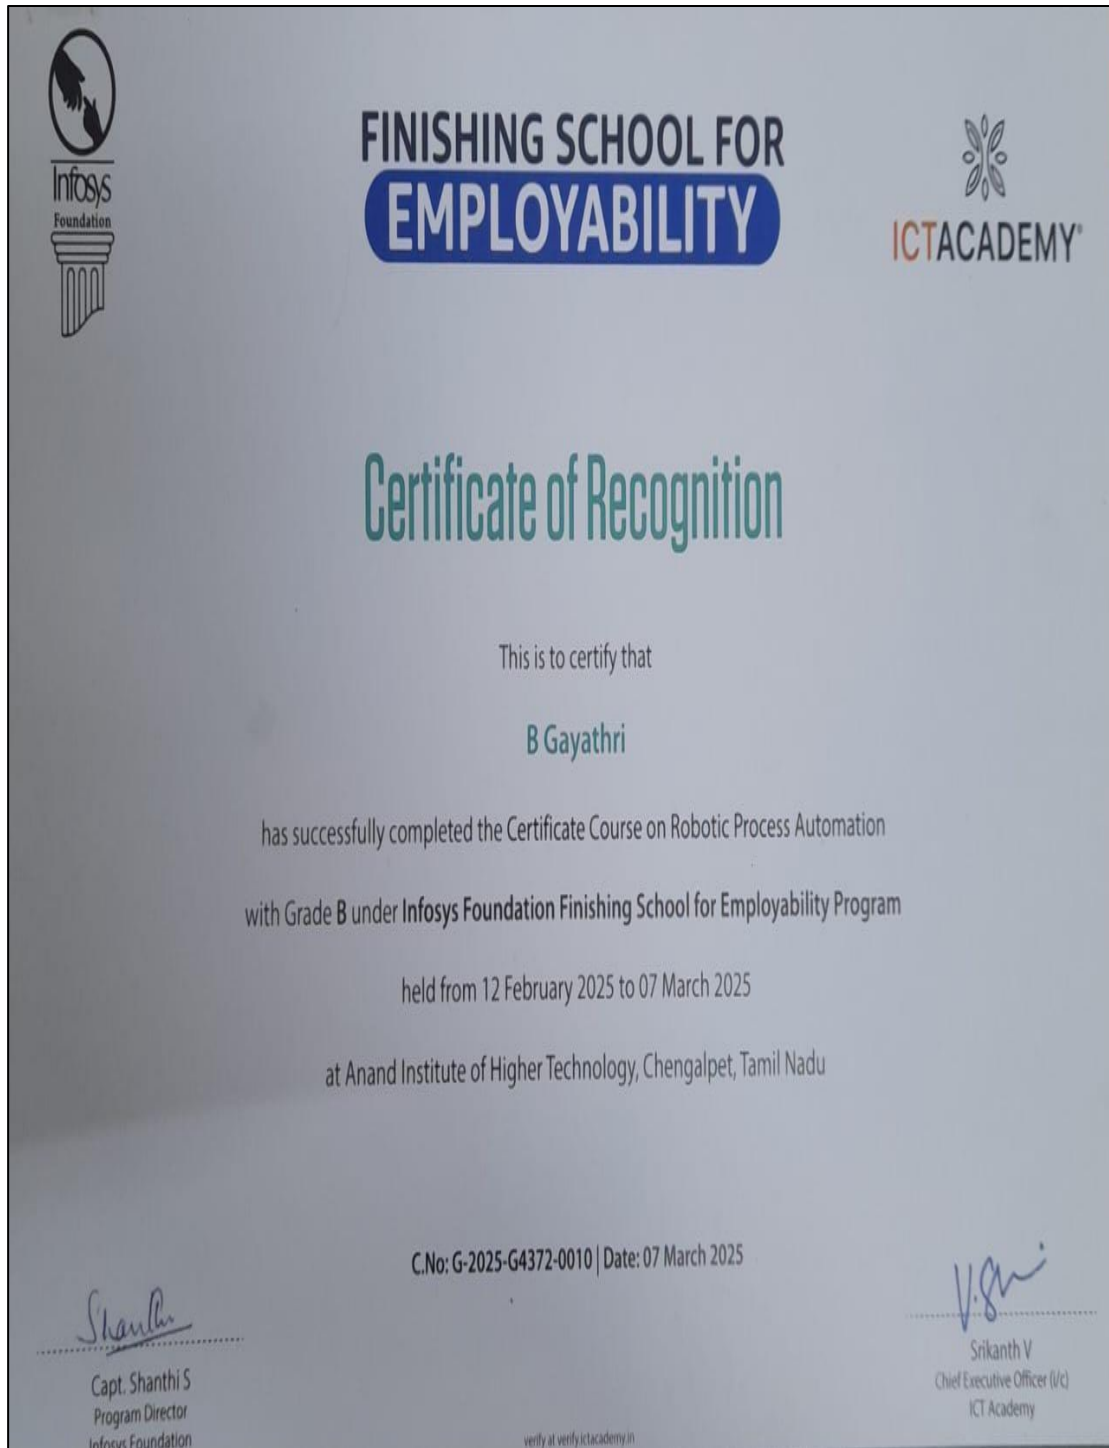 Infosys
Foundation
FINISHING SCHOOL FOR
EMPLOYABILITY
ICTACADEMY®
Certificate of Recognition
This is to certify that
B Gayathri
has successfully completed the Certificate Course on Robotic Process Automation
with Grade B under Infosys Foundation Finishing School for Employability Program
held from 12 February 2025 to 07 March 2025
at Anand Institute of Higher Technology, Chengalpet, Tamil Nadu
C.No: G-2025-G4372-0010 | Date: 07 March 2025
Shanthi
Capt. Shanthi S
Program Director
Infosys Foundation
V.Sri
Srikanth V
Chief Executive Officer (i/c)
ICT Academy
verify at verify.ictacademy.in